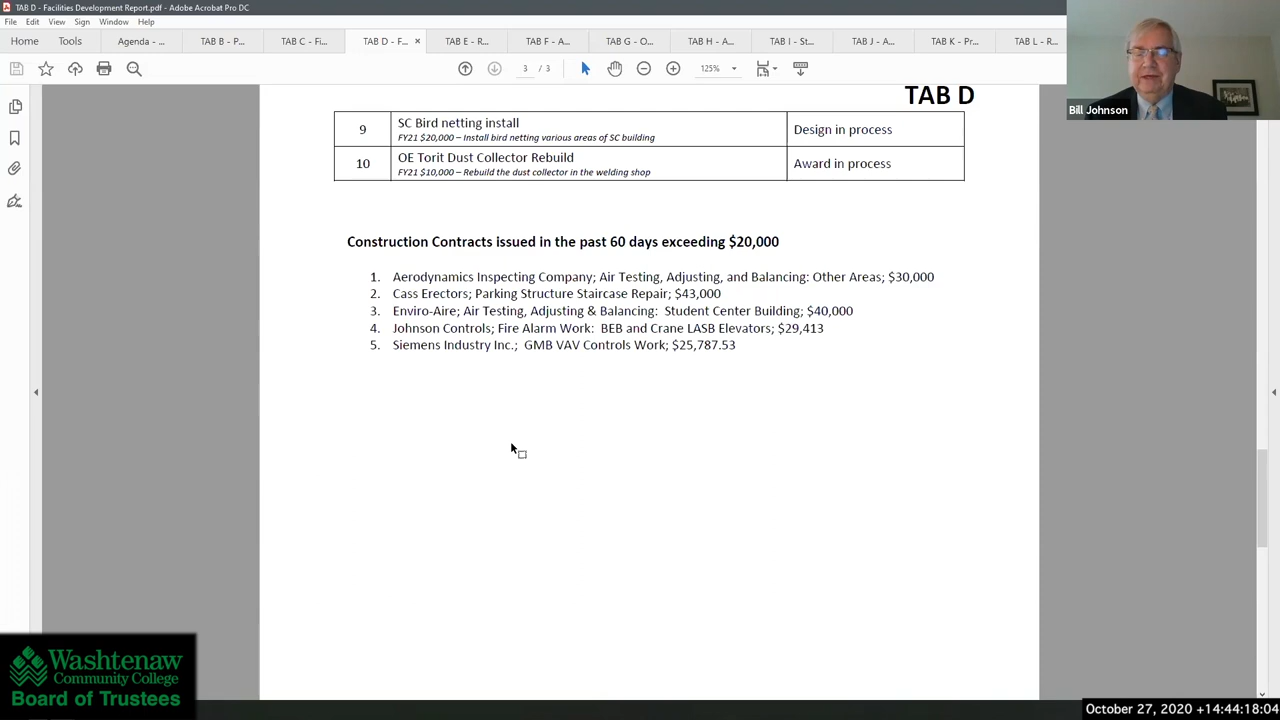 TAB D - Facilities Development Report.pdf - Adobe Acrobat Pro DC
File Edit View Sign Window Help
Home Tools Agenda - ... TAB B - P... TAB C - Fi... TAB D - F... × TAB E - R... TAB F - A... TAB G - O... TAB H - A... TAB I - St... TAB J - A... TAB K - Pr... TAB L - R...
3 / 3 125%
Bill Johnson
TAB D
9 SC Bird netting install Design in process
FY21 $20,000 – Install bird netting various areas of SC building
10 OE Torit Dust Collector Rebuild Award in process
FY21 $10,000 – Rebuild the dust collector in the welding shop
Construction Contracts issued in the past 60 days exceeding $20,000
1. Aerodynamics Inspecting Company; Air Testing, Adjusting, and Balancing: Other Areas; $30,000
2. Cass Erectors; Parking Structure Staircase Repair; $43,000
3. Enviro-Aire; Air Testing, Adjusting & Balancing: Student Center Building; $40,000
4. Johnson Controls; Fire Alarm Work: BEB and Crane LASB Elevators; $29,413
5. Siemens Industry Inc.; GMB VAV Controls Work; $25,787.53
Washtenaw
Community College
Board of Trustees
October 27, 2020 +14:44:18:04